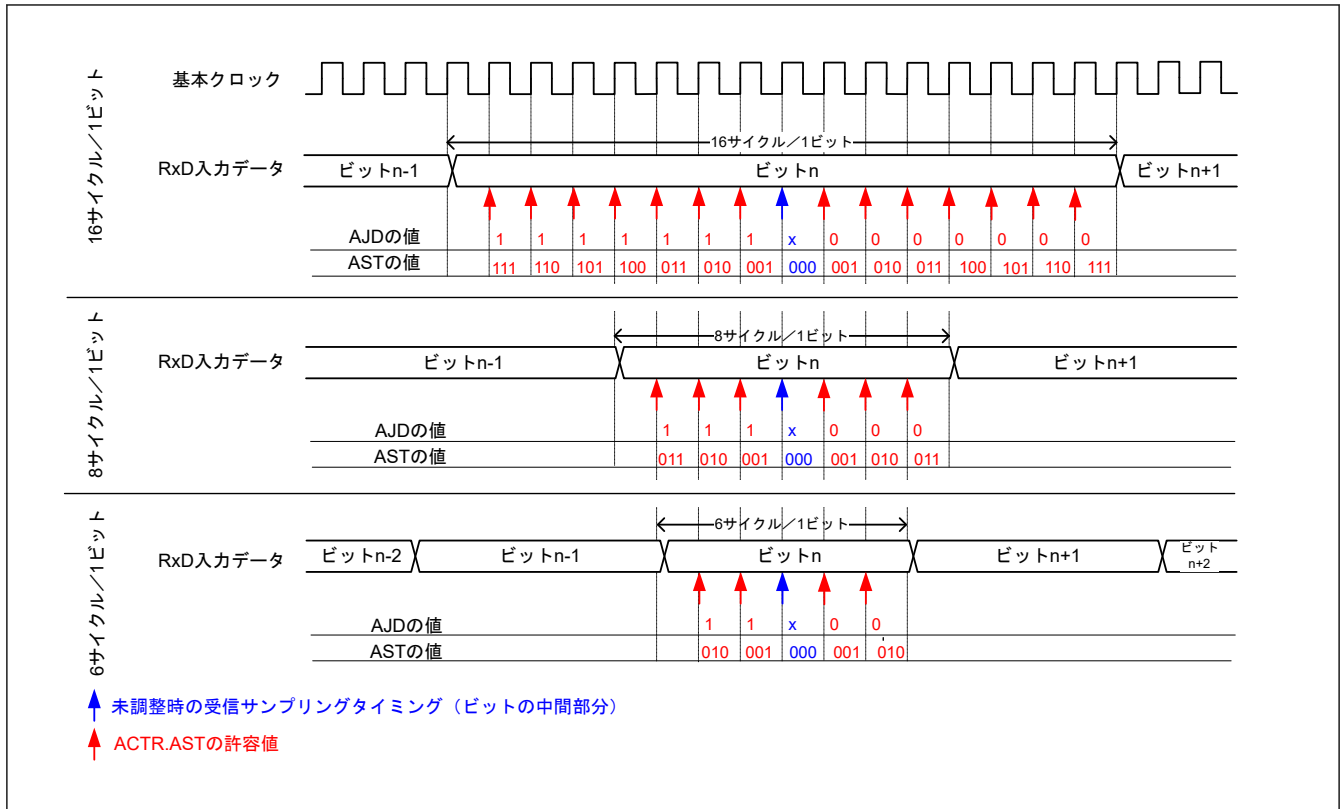 16サイクル/1ビット
基本クロック
16サイクル/1ビット
RxD入力データ ビットn-1 ビットn ビットn+1
AJDの値 1 1 1 1 1 1 1 x 0 0 0 0 0 0 0
ASTの値 111 110 101 100 011 010 001 000 001 010 011 100 101 110 111
8サイクル/1ビット
8サイクル/1ビット
RxD入力データ ビットn-1 ビットn ビットn+1
AJDの値 1 1 1 x 0 0 0
ASTの値 011 010 001 000 001 010 011
6サイクル/1ビット
6サイクル/1ビット
RxD入力データ ビットn-2 ビットn-1 ビットn ビットn+1 ビット
n+2
AJDの値 1 1 x 0 0
ASTの値 010 001 000 001 010
未調整時の受信サンプリングタイミング(ビットの中間部分)
ACTR.ASTの許容値